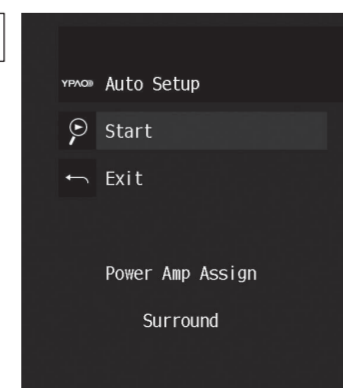 YPAO Auto Setup
Start
Exit
Power Amp Assign
Surround